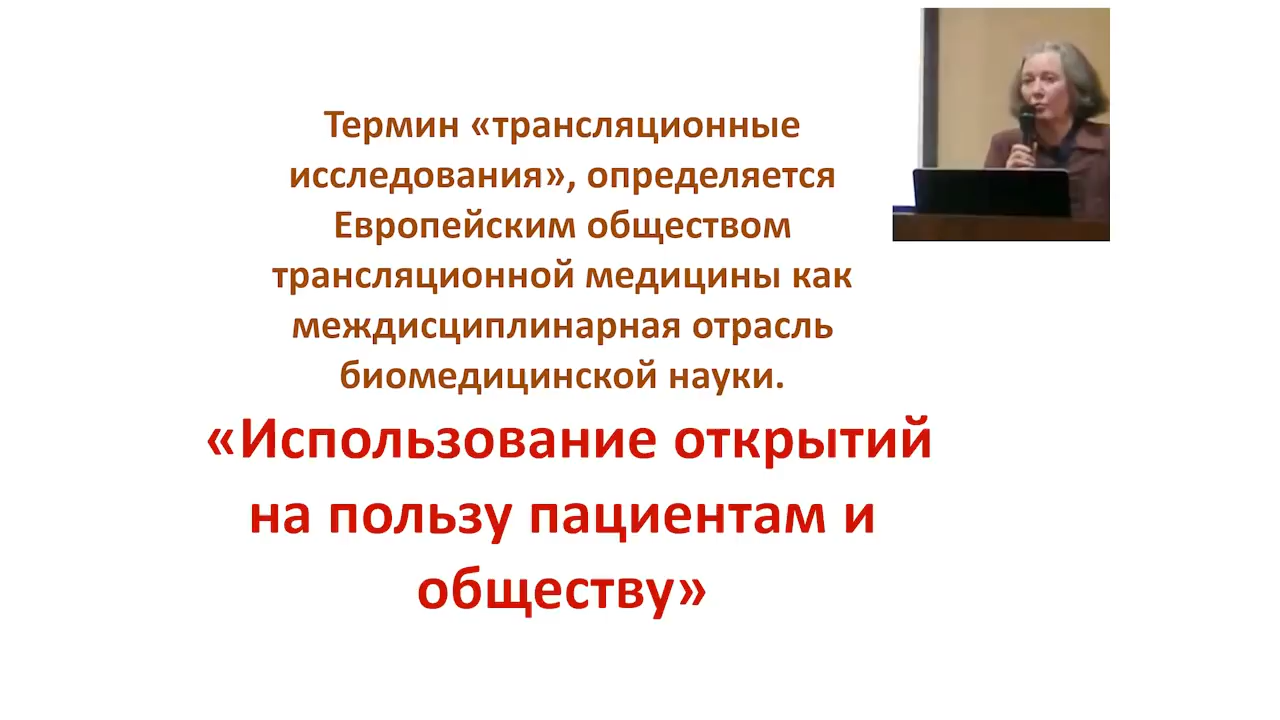 Термин «трансляционные
исследования», определяется
Европейским обществом
трансляционной медицины как
междисциплинарная отрасль
биомедицинской науки.
«Использование открытий
на пользу пациентам и
обществу»